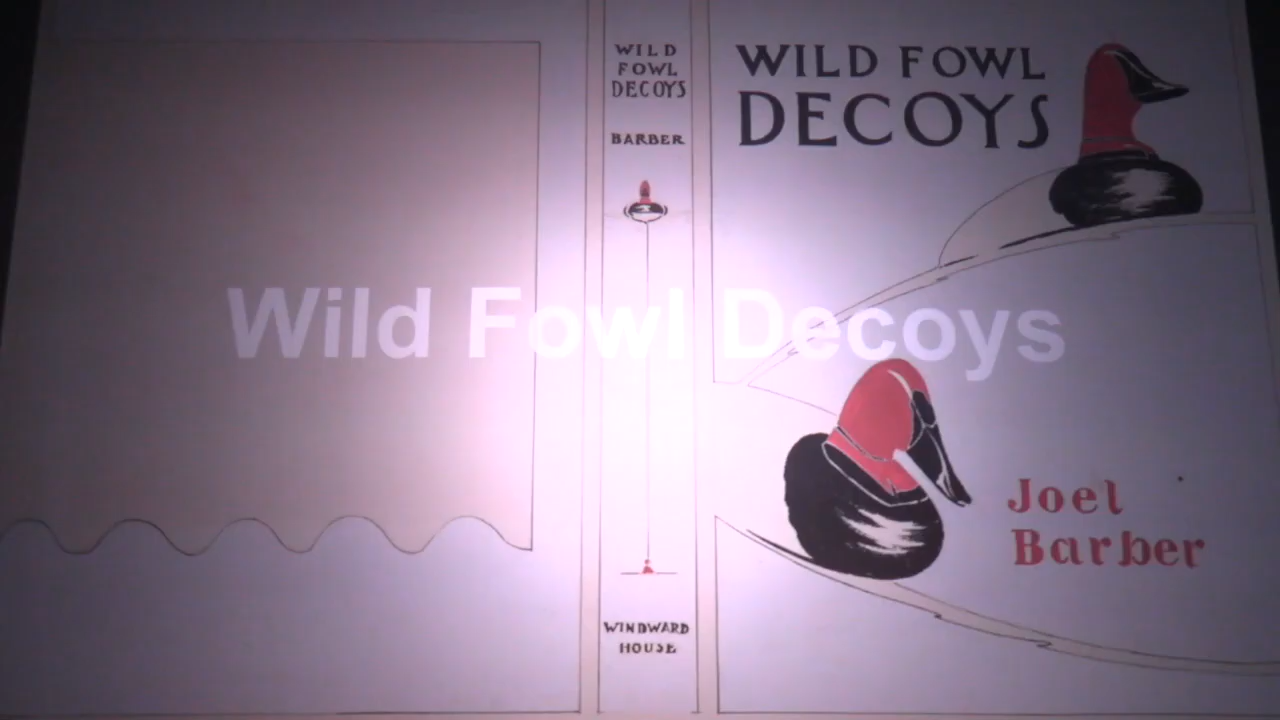 WILD
FOWL
DECOYS
BARBER
WINDWARD
HOUSE
WILD FOWL
DECOYS
Joel
Barber
Wild Fowl Decoys